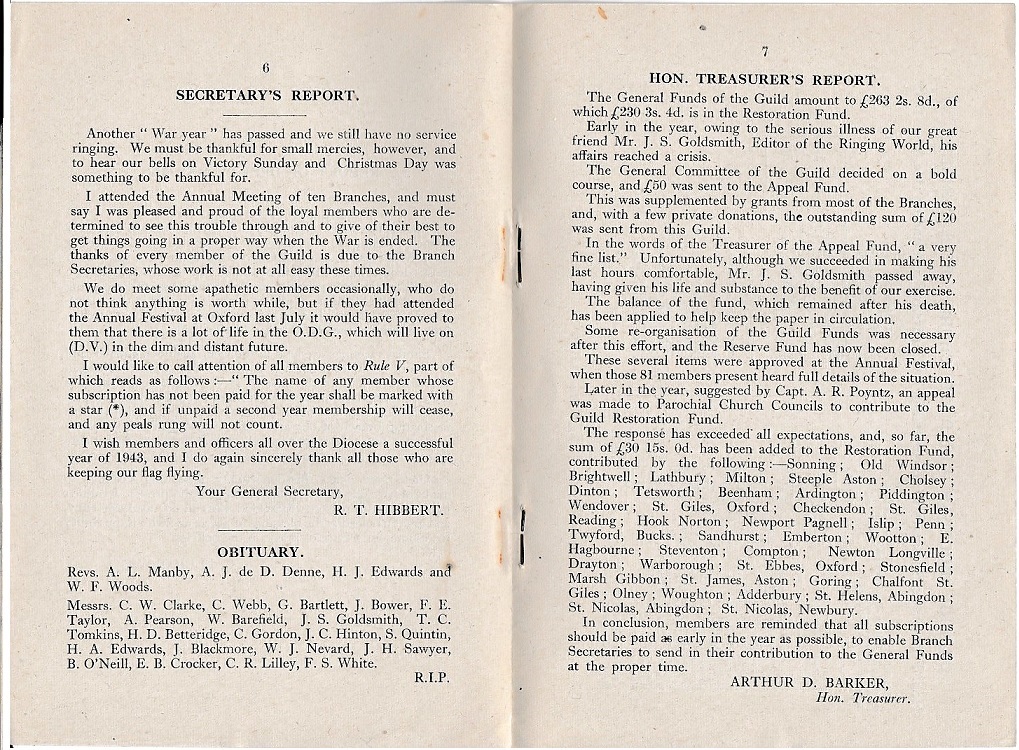 6
SECRETARY'S REPORT.
Another " War year " has passed and we still have no service
ringing. We must be thankful for small mercies, however, and
to hear our bells on Victory Sunday and Christmas Day was
something to be thankful for.
I attended the Annual Meeting of ten Branches, and must
say I was pleased and proud of the loyal members who are de-
termined to see this trouble through and to give of their best to
get things going in a proper way when the War is ended. The
thanks of every member of the Guild is due to the Branch
Secretaries, whose work is not at all easy these times.
We do meet some apathetic members occasionally, who do
not think anything is worth while, but if they had attended
the Annual Festival at Oxford last July it would have proved to
them that there is a lot of life in the O.D.G., which will live on
(D.V.) in the dim and distant future.
I would like to call attention of all members to Rule V, part of
which reads as follows :—" The name of any member whose
subscription has not been paid for the year shall be marked with
a star (*), and if unpaid a second year membership will cease,
and any peals rung will not count.
I wish members and officers all over the Diocese a successful
year of 1943, and I do again sincerely thank all those who are
keeping our flag flying.
Your General Secretary,
R. T. HIBBERT.
OBITUARY.
Revs. A. L. Manby, A. J. de D. Denne, H. J. Edwards and
W. F. Woods.
Messrs. C. W. Clarke, C. Webb, G. Bartlett, J. Bower, F. E.
Taylor, A. Pearson, W. Barefield, J. S. Goldsmith, T. C.
Tomkins, H. D. Betteridge, C. Gordon, J. C. Hinton, S. Quintin,
H. A. Edwards, J. Blackmore, W. J. Nevard, J. H. Sawyer,
B. O'Neill, E. B. Crocker, C. R. Lilley, F. S. White.
R.I.P.
7
HON. TREASURER'S REPORT.
The General Funds of the Guild amount to £263 2s. 8d., of
which £230 3s. 4d. is in the Restoration Fund.
Early in the year, owing to the serious illness of our great
friend Mr. J. S. Goldsmith, Editor of the Ringing World, his
affairs reached a crisis.
The General Committee of the Guild decided on a bold
course, and £50 was sent to the Appeal Fund.
This was supplemented by grants from most of the Branches,
and, with a few private donations, the outstanding sum of £120
was sent from this Guild.
In the words of the Treasurer of the Appeal Fund, " a very
fine list." Unfortunately, although we succeeded in making his
last hours comfortable, Mr. J. S. Goldsmith passed away,
having given his life and substance to the benefit of our exercise.
The balance of the fund, which remained after his death,
has been applied to help keep the paper in circulation.
Some re-organisation of the Guild Funds was necessary
after this effort, and the Reserve Fund has now been closed.
These several items were approved at the Annual Festival,
when those 81 members present heard full details of the situation.
Later in the year, suggested by Capt. A. R. Poyntz, an appeal
was made to Parochial Church Councils to contribute to the
Guild Restoration Fund.
The response has exceeded all expectations, and, so far, the
sum of £30 15s. 0d. has been added to the Restoration Fund,
contributed by the following :—Sonning ; Old Windsor ;
Brightwell ; Lathbury ; Milton ; Steeple Aston ; Cholsey ;
Dinton ; Tetsworth ; Beenham ; Ardington ; Piddington ;
Wendover ; St. Giles, Oxford ; Checkendon ; St. Giles,
Reading ; Hook Norton ; Newport Pagnell ; Islip ; Penn ;
Twyford, Bucks. ; Sandhurst ; Emberton ; Wootton ; E.
Hagbourne ; Steventon ; Compton ; Newton Longville ;
Drayton ; Warborough ; St. Ebbes, Oxford ; Stonesfield ;
Marsh Gibbon ; St. James, Aston ; Goring ; Chalfont St.
Giles ; Olney ; Woughton ; Adderbury ; St. Helens, Abingdon ;
St. Nicolas, Abingdon ; St. Nicolas, Newbury.
In conclusion, members are reminded that all subscriptions
should be paid as early in the year as possible, to enable Branch
Secretaries to send in their contribution to the General Funds
at the proper time.
ARTHUR D. BARKER,
Hon. Treasurer.